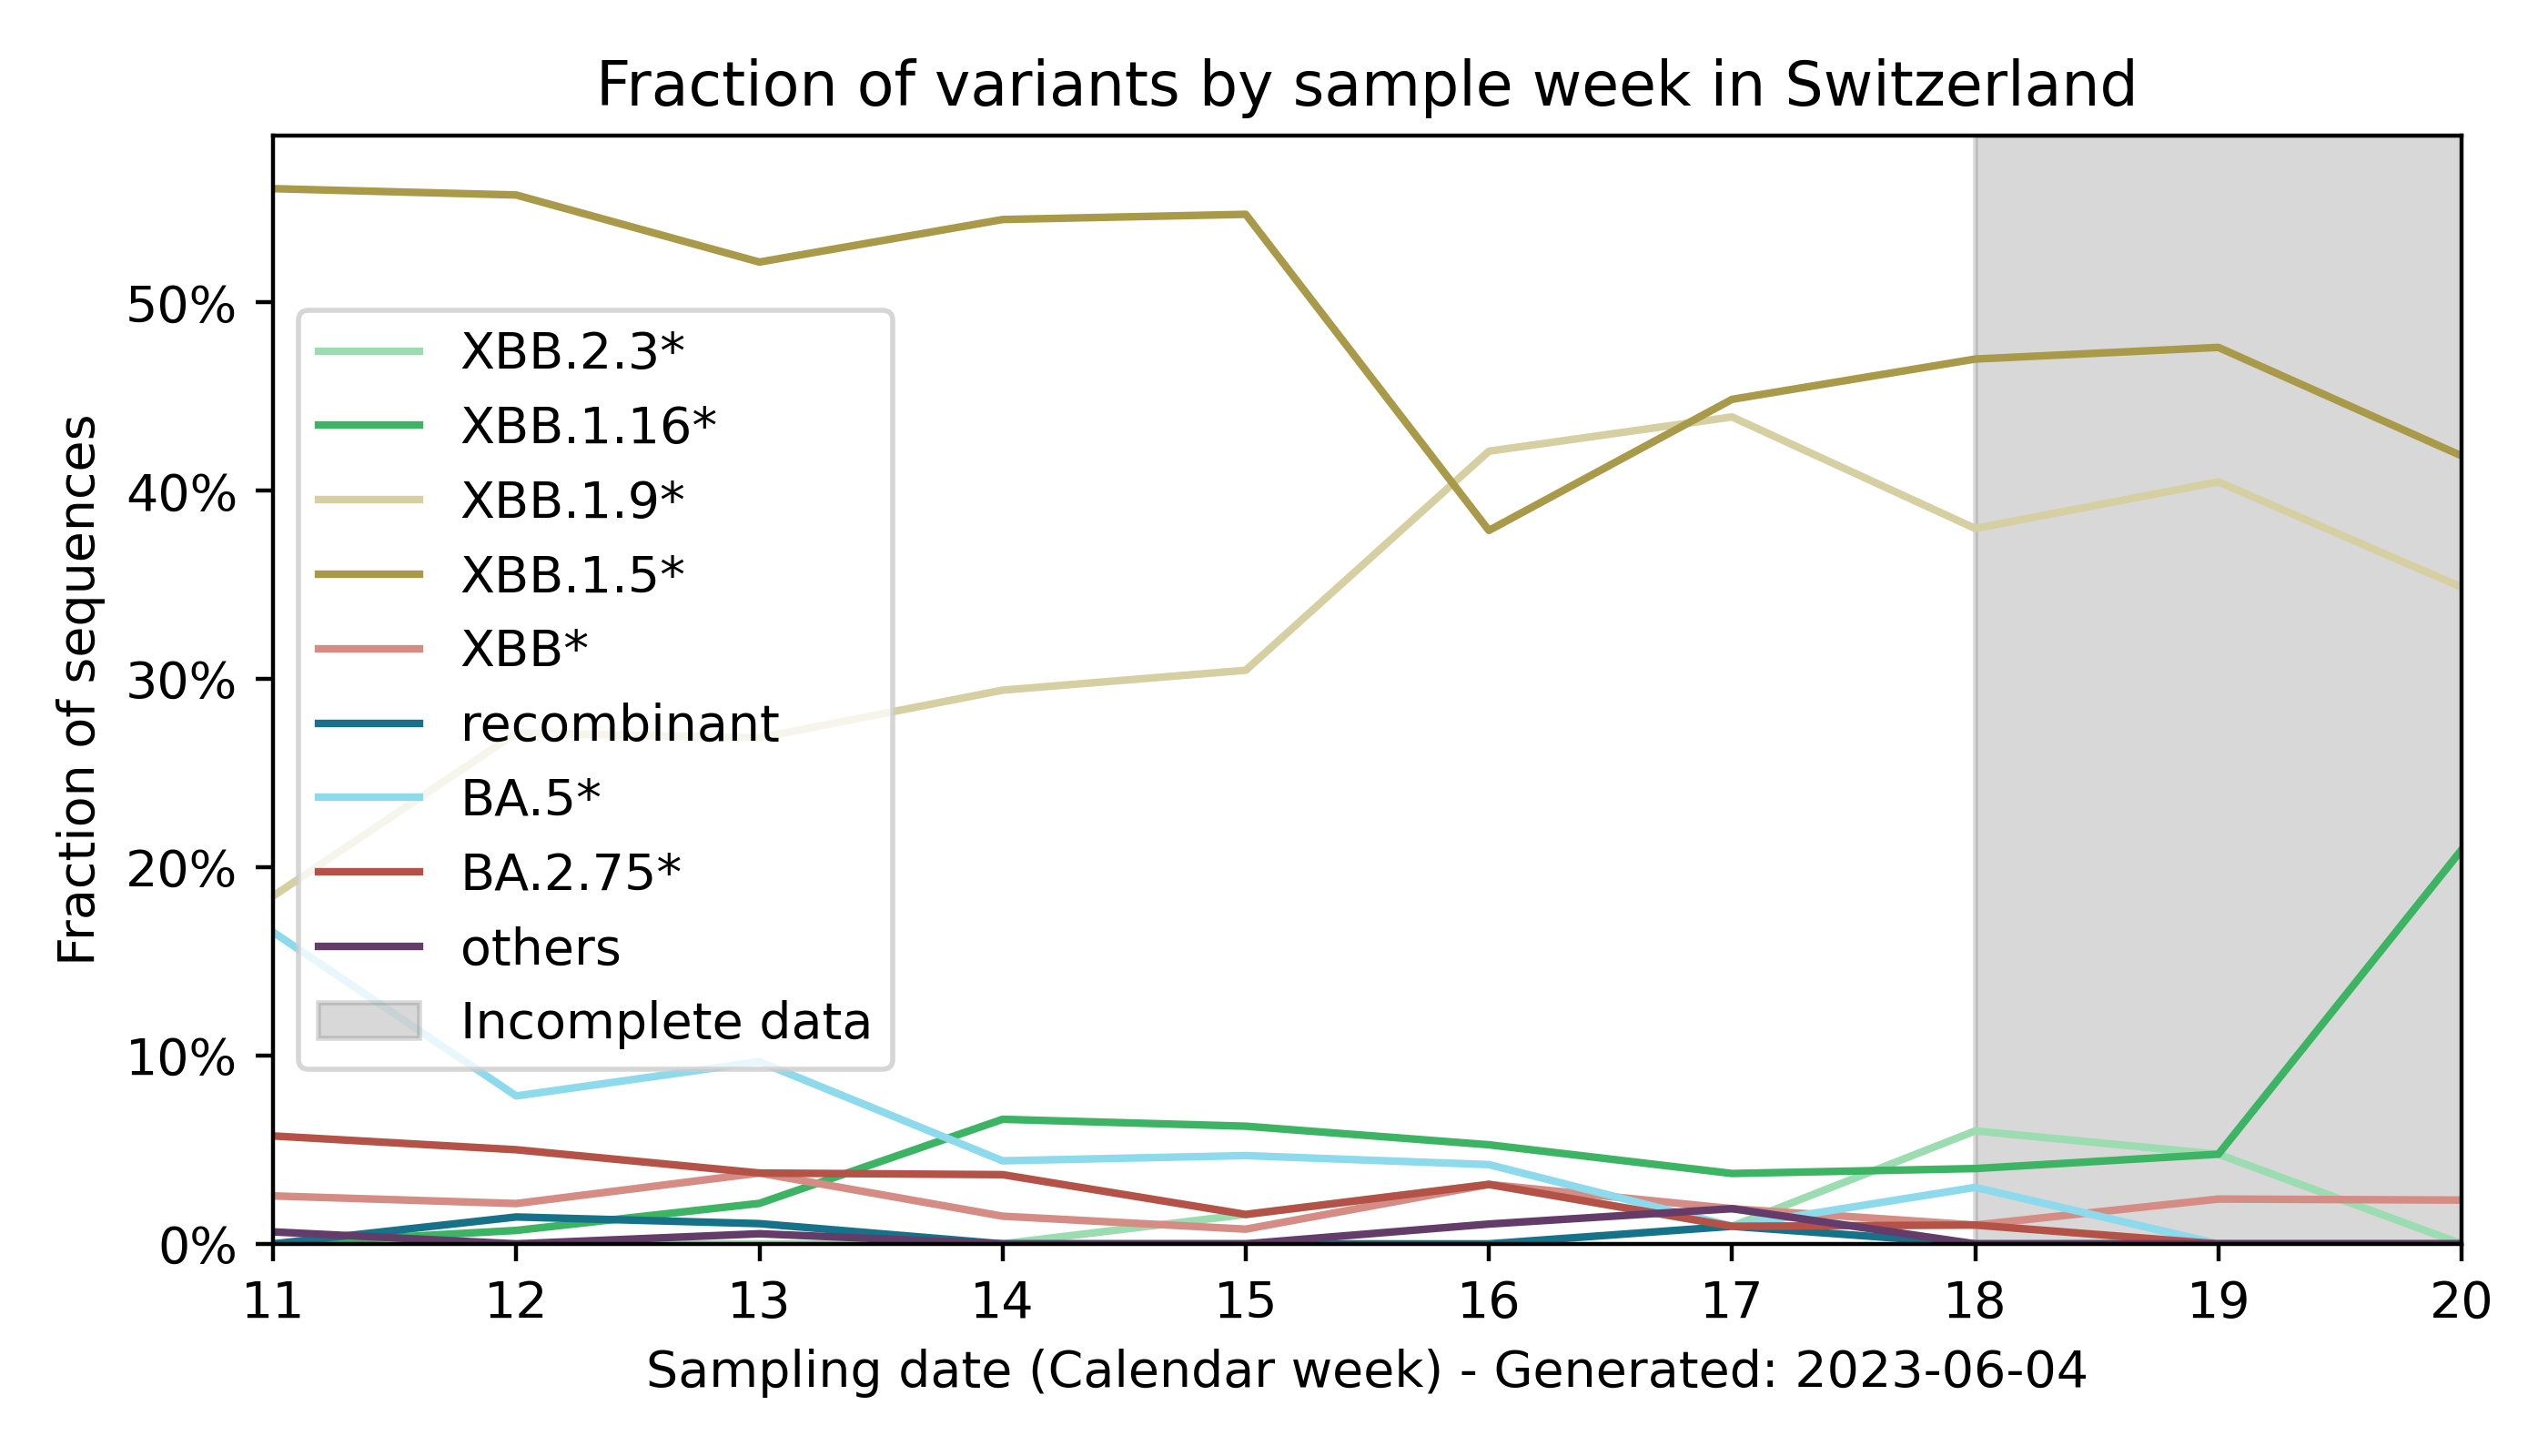 Fraction of variants by sample week in Switzerland
Fraction of sequences
50%
40%
30%
20%
10%
0%
XBB.2.3*
XBB.1.16*
XBB.1.9*
XBB.1.5*
XBB*
recombinant
BA.5*
BA.2.75*
others
Incomplete data
11 12 13 14 15 16 17 18 19 20
Sampling date (Calendar week) - Generated: 2023-06-04